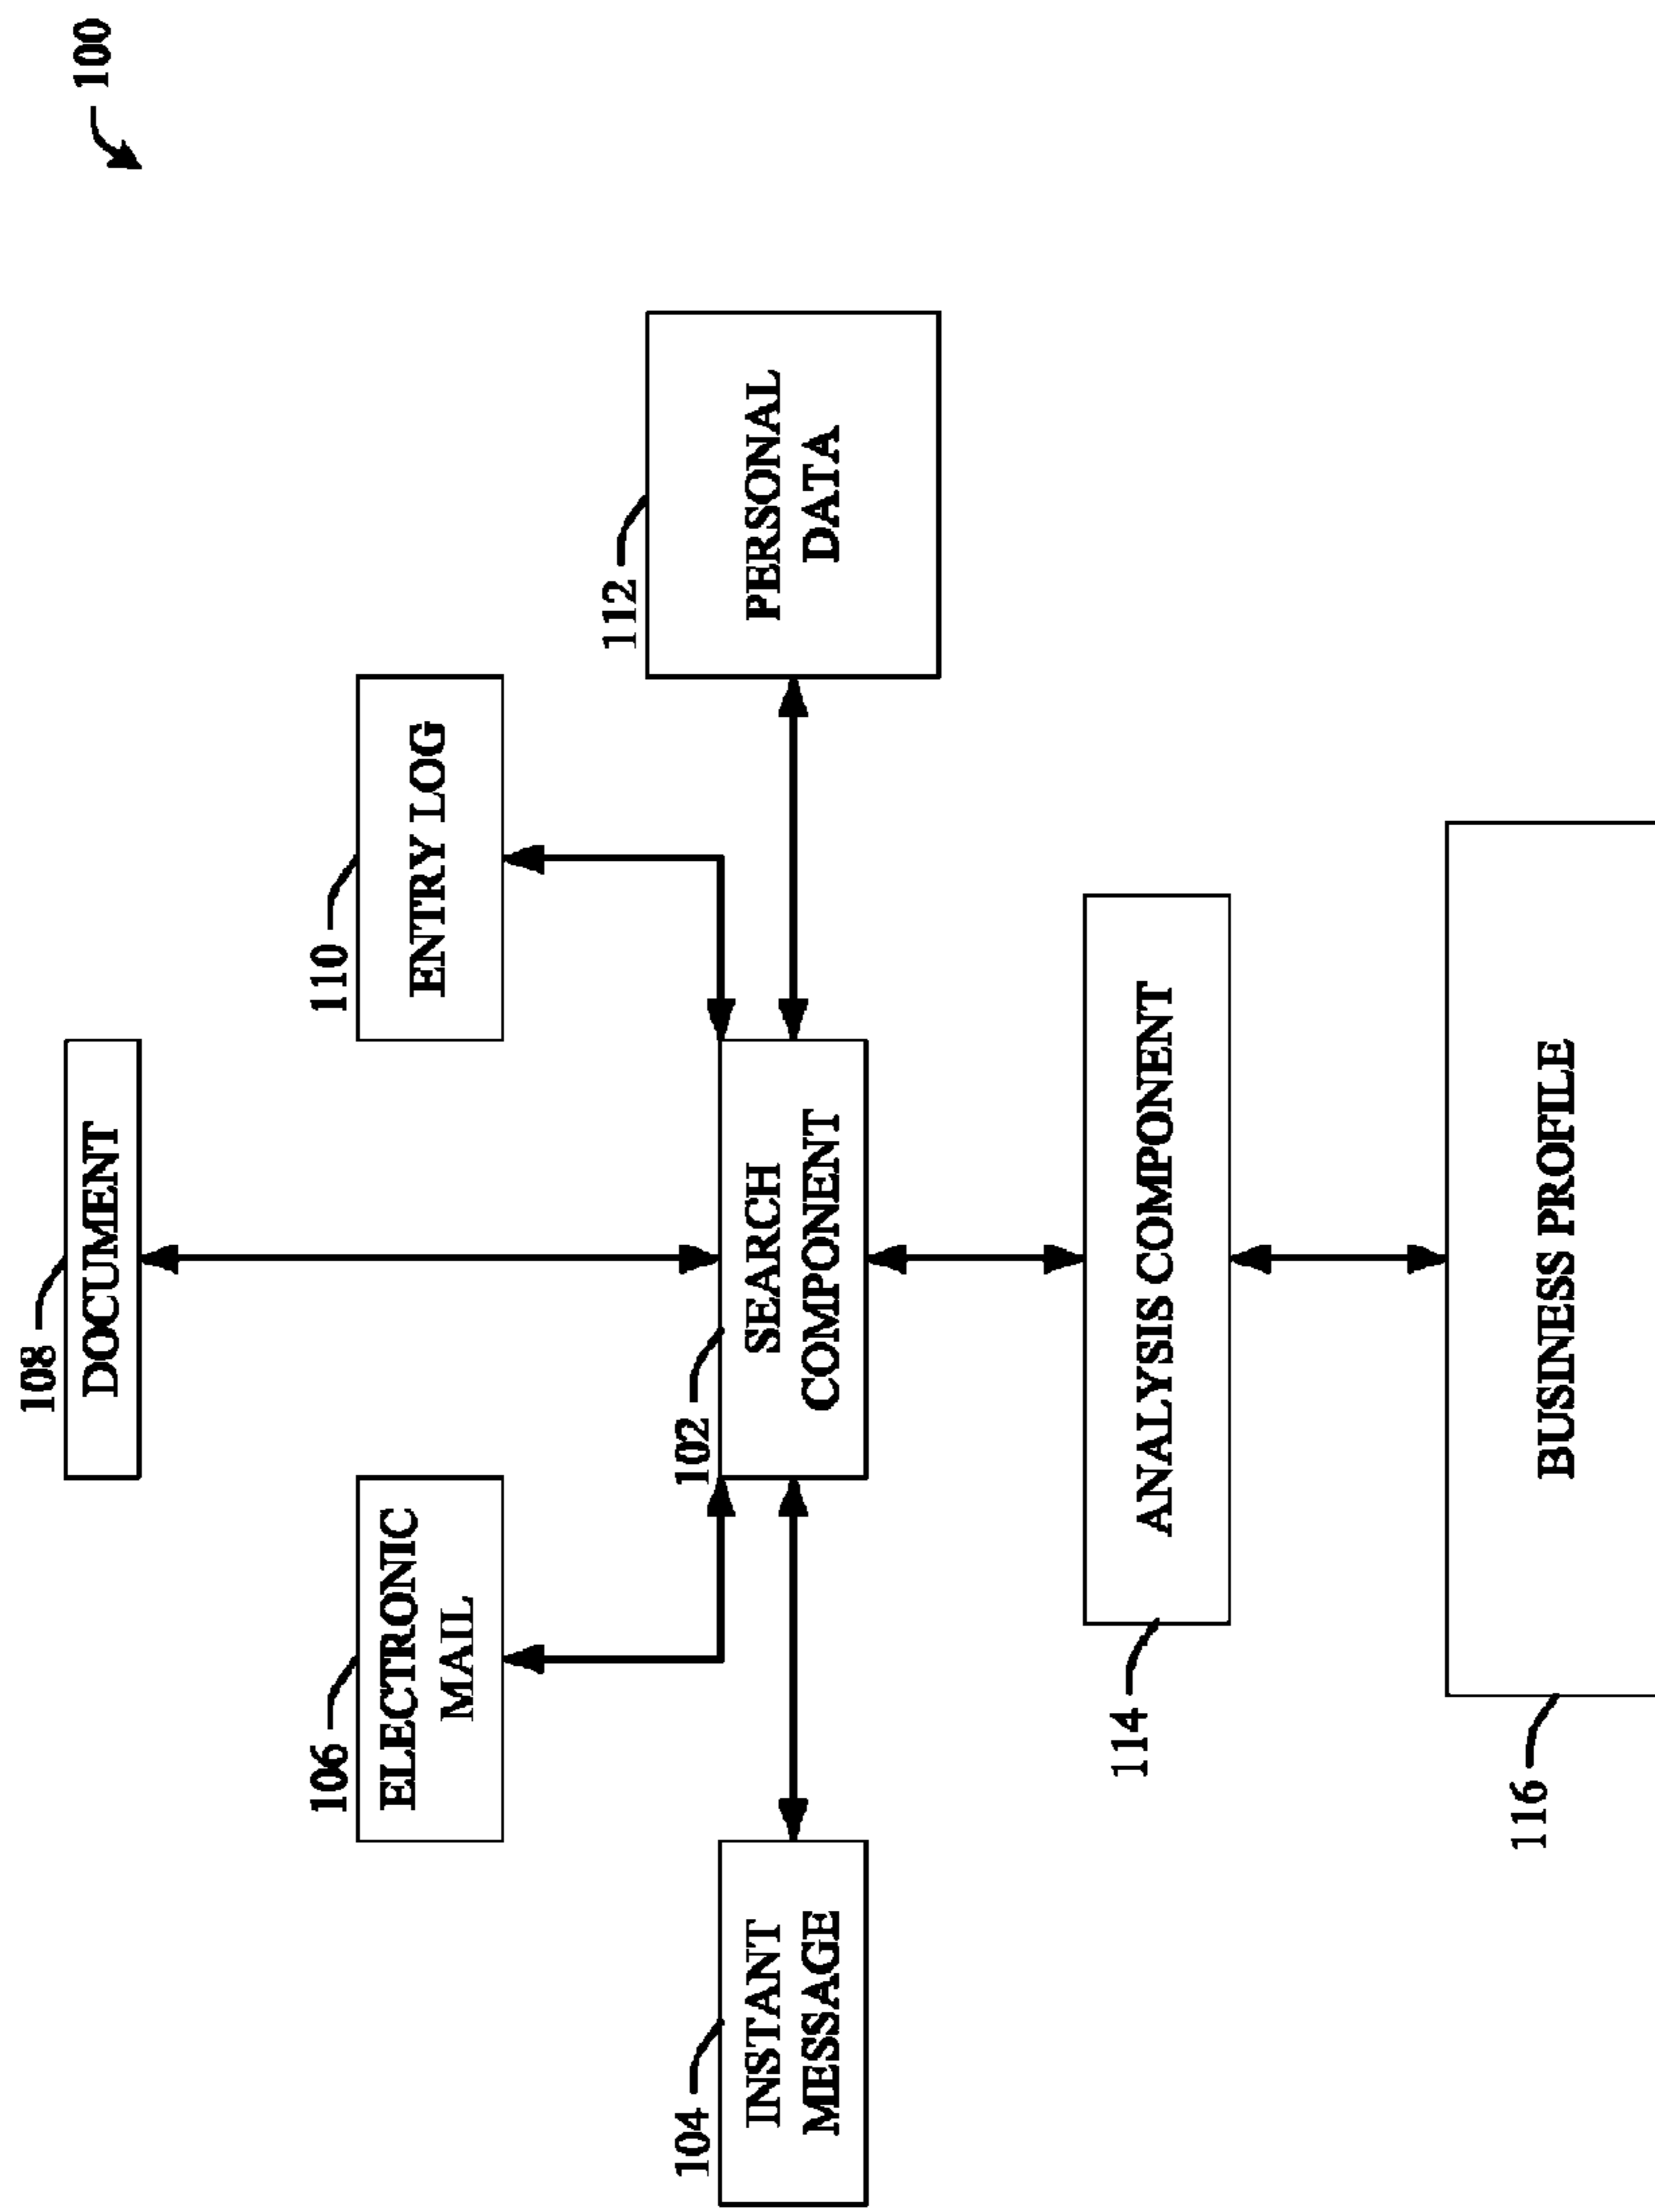 100
108
DOCUMENT
106
ELECTRONIC
MAIL
110
ENTRY LOG
104
INSTANT
MESSAGE
102
SEARCH
COMPONENT
112
PERSONAL
DATA
114
ANALYSIS COMPONENT
116
BUSINESS PROFILE